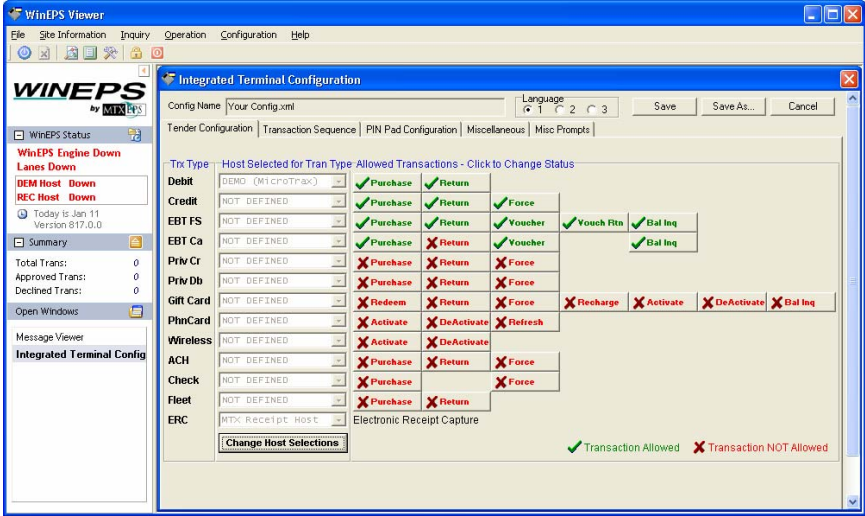 WinEPS Viewer
File Site Information Inquiry Operation Configuration Help
WINEPS
by MTXEPS
WinEPS Status
WinEPS Engine Down
Lanes Down
DEM Host Down
REC Host Down
Today is Jan 11
Version 817.0.0
Summary
Total Trans: 0
Approved Trans: 0
Declined Trans: 0
Open Windows
Message Viewer
Integrated Terminal Config
Integrated Terminal Configuration
Config Name Your Config.xml Language 1 2 3 Save Save As... Cancel
Tender Configuration Transaction Sequence PIN Pad Configuration Miscellaneous Misc Prompts
Trx Type Host Selected for Tran Type Allowed Transactions - Click to Change Status
Debit DEMO (MicroTrax) Purchase Return
Credit NOT DEFINED Purchase Return Force
EBT FS NOT DEFINED Purchase Return Voucher Vouch Rtn Bal Inq
EBT Ca NOT DEFINED Purchase Return Voucher Bal Inq
Priv Cr NOT DEFINED Purchase Return Force
Priv Db NOT DEFINED Purchase Return Force
Gift Card NOT DEFINED Redeem Return Force Recharge Activate DeActivate Bal Inq
PhnCard NOT DEFINED Activate DeActivate Refresh
Wireless NOT DEFINED Activate DeActivate
ACH NOT DEFINED Purchase Return Force
Check NOT DEFINED Purchase Force
Fleet NOT DEFINED Purchase Return
ERC MTX Receipt Host Electronic Receipt Capture
Change Host Selections Transaction Allowed Transaction NOT Allowed